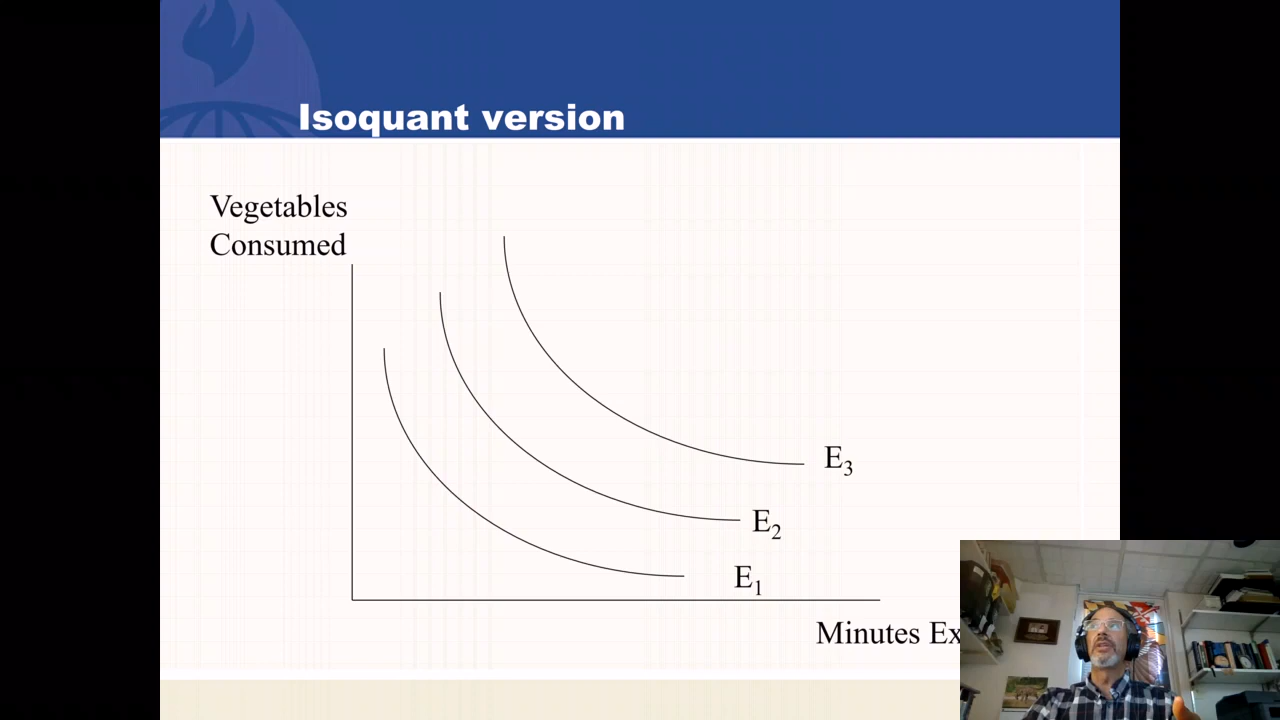 Isoquant version
Vegetables
Consumed
E3
E2
E1
Minutes Ex